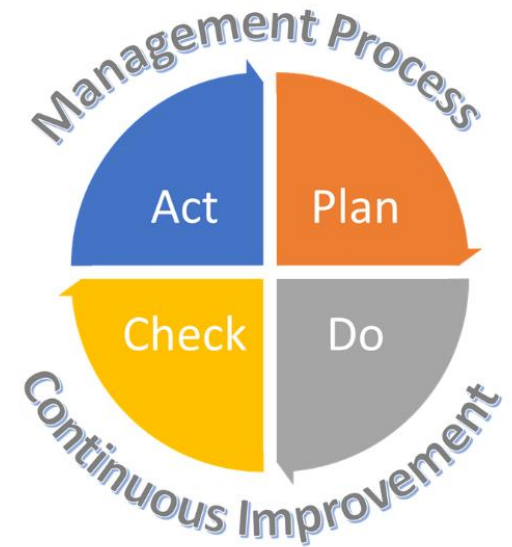 Management Process
Act
Plan
Check
Do
Continuous Improvement